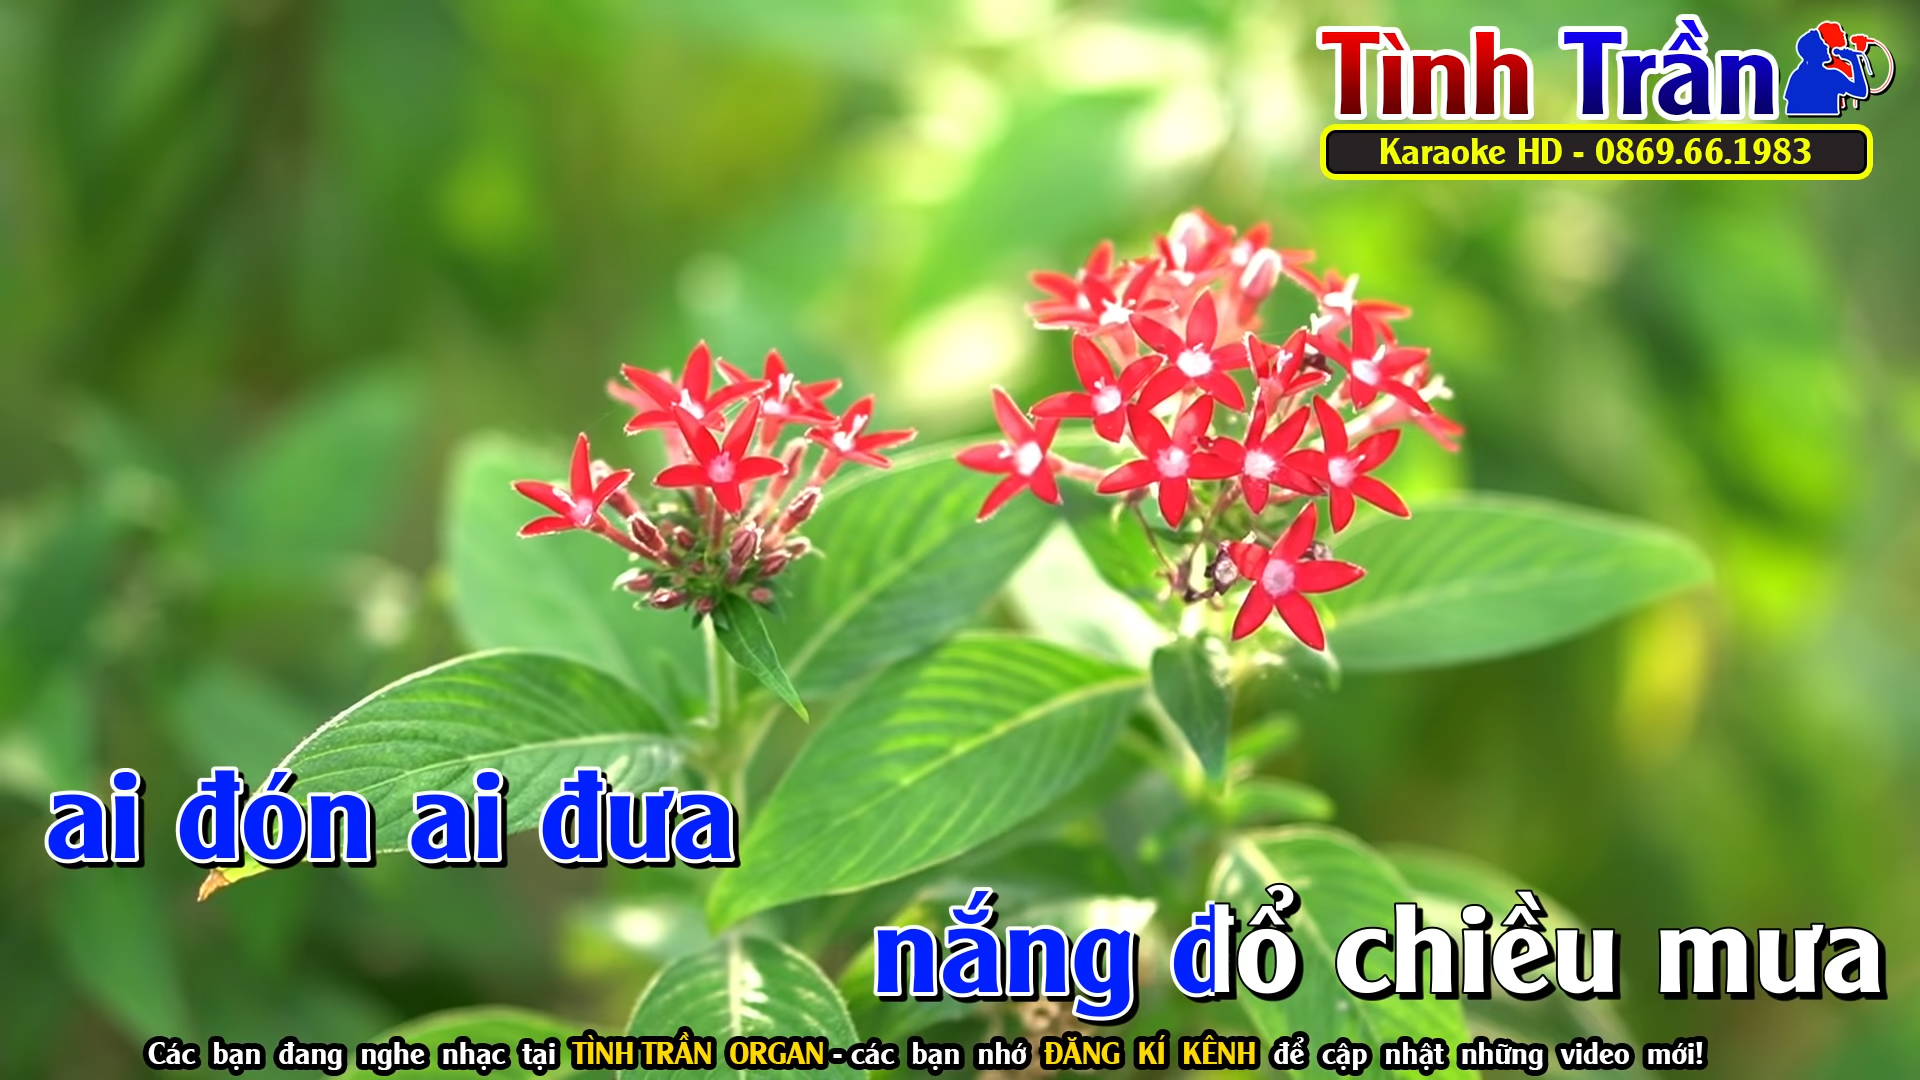 Tình Trần
Karaoke HD - 0869.66.1983
ai đón ai đưa
nắng đổ chiều mưa
Các bạn đang nghe nhạc tại TÌNH TRẦN ORGAN - các bạn nhớ ĐĂNG KÍ KÊNH để cập nhật những video mới!